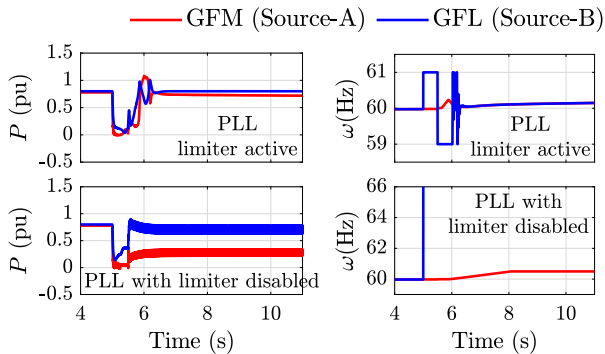 GFM (Source-A) GFL (Source-B)
P (pu)
1.5
1
0.5
0
-0.5
PLL
limiter active
ω(Hz)
61
60
59
PLL
limiter active
P (pu)
1.5
1
0.5
0
-0.5
PLL with limiter disabled
4 6 8 10
Time (s)
ω(Hz)
66
64
62
60
PLL with
limiter disabled
4 6 8 10
Time (s)